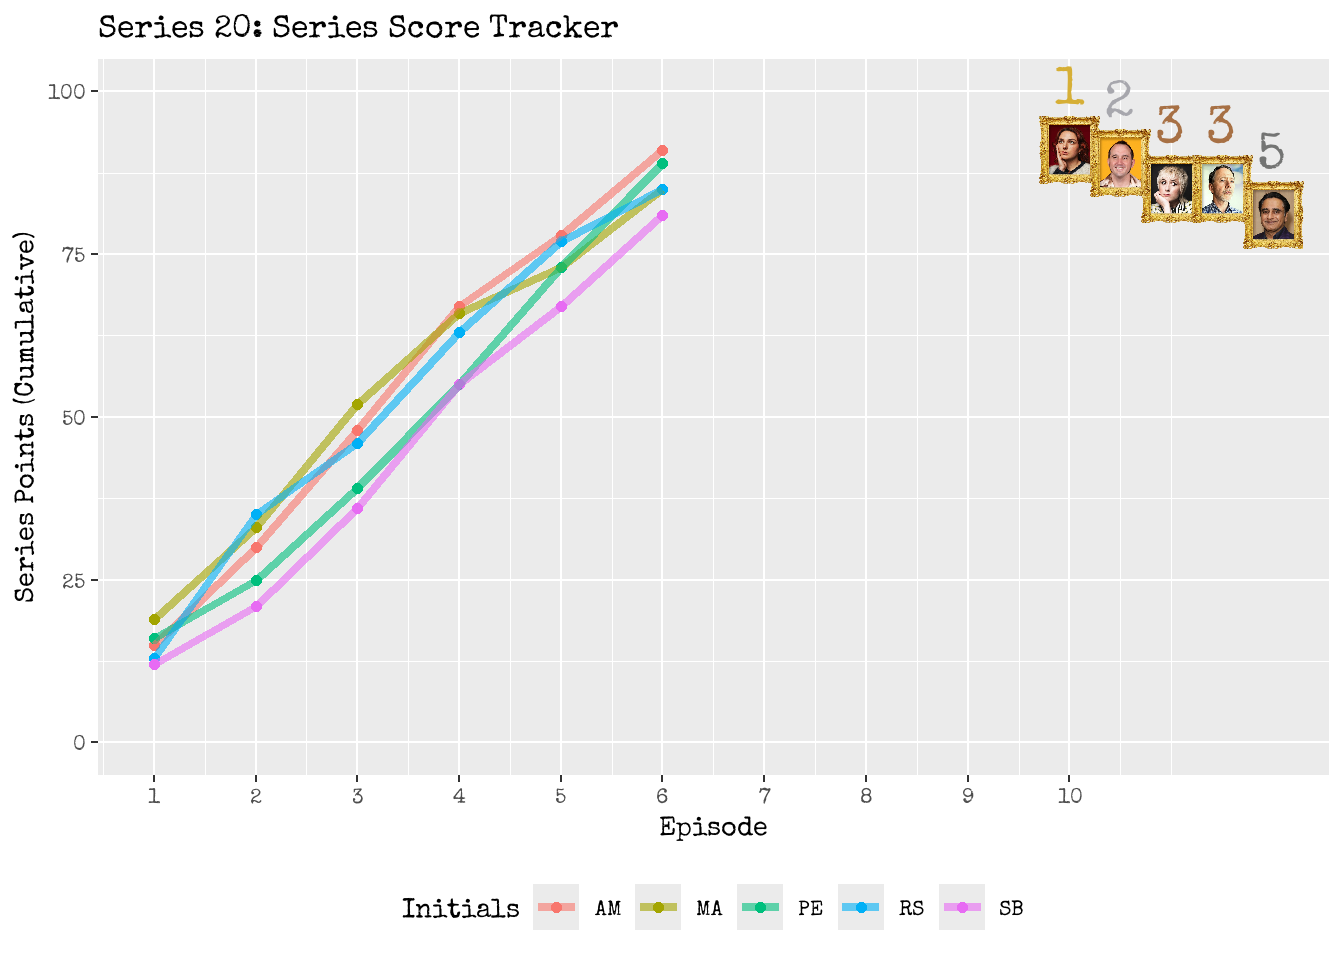 Series 20: Series Score Tracker
1
2
3 3
5
100
75
50
25
0
Series Points (Cumulative)
1 2 3 4 5 6 7 8 9 10
Episode
Initials AM MA PE RS SB